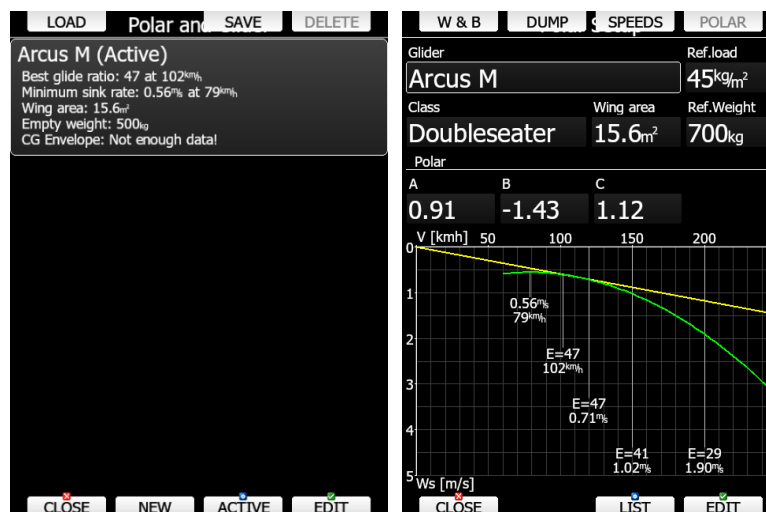 LOAD Polar and Glider SAVE DELETE
Arcus M (Active)
Best glide ratio: 47 at 102km/h
Minimum sink rate: 0.56m/s at 79km/h
Wing area: 15.6m²
Empty weight: 500kg
CG Envelope: Not enough data!
CLOSE NEW ACTIVE EDIT
W & B DUMP SPEEDS POLAR
Polar Setup
Glider Ref.load
Arcus M 45kg/m²
Class Wing area Ref.Weight
Doubleseater 15.6m² 700kg
Polar
A B C
0.91 -1.43 1.12
V [kmh] 50 100 150 200
0
1
0.56m/s
79km/h
2
E=47
102km/h
3
E=47
0.71m/s
4
E=41 E=29
1.02m/s 1.90m/s
5 Ws [m/s]
CLOSE LIST EDIT